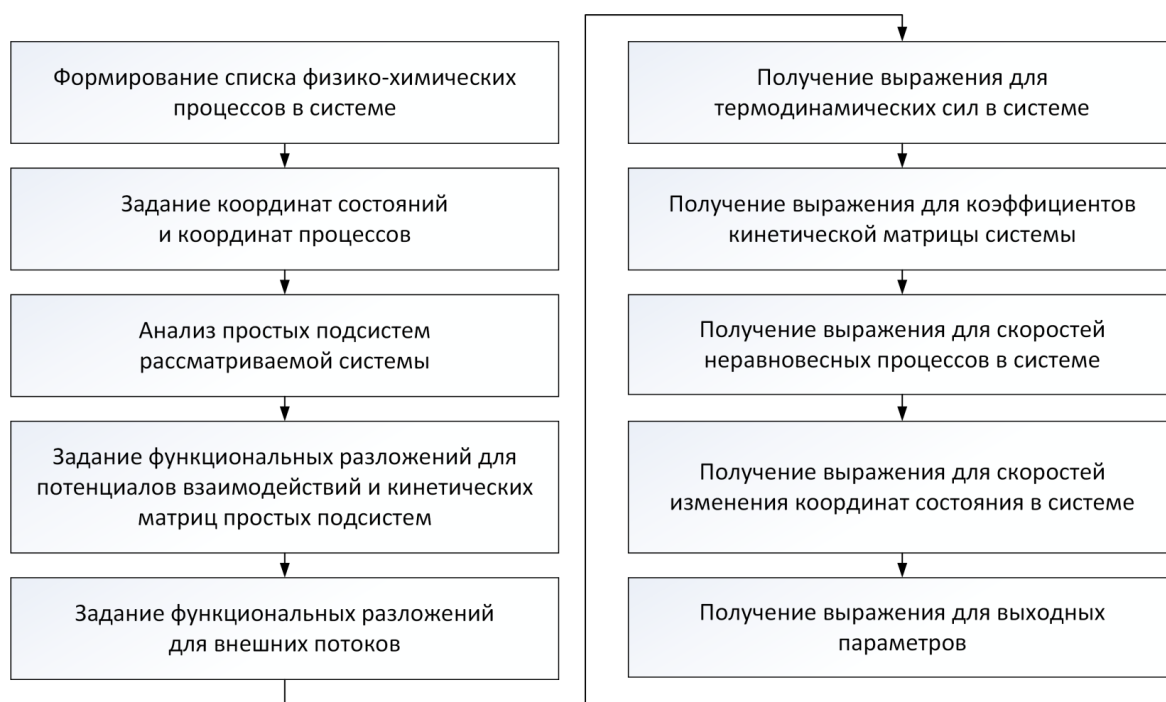 Формирование списка физико-химических
процессов в системе
Задание координат состояний
и координат процессов
Анализ простых подсистем
рассматриваемой системы
Задание функциональных разложений для
потенциалов взаимодействий и кинетических
матриц простых подсистем
Задание функциональных разложений
для внешних потоков
Получение выражения для
термодинамических сил в системе
Получение выражения для коэффициентов
кинетической матрицы системы
Получение выражения для скоростей
неравновесных процессов в системе
Получение выражения для скоростей
изменения координат состояния в системе
Получение выражения для выходных
параметров